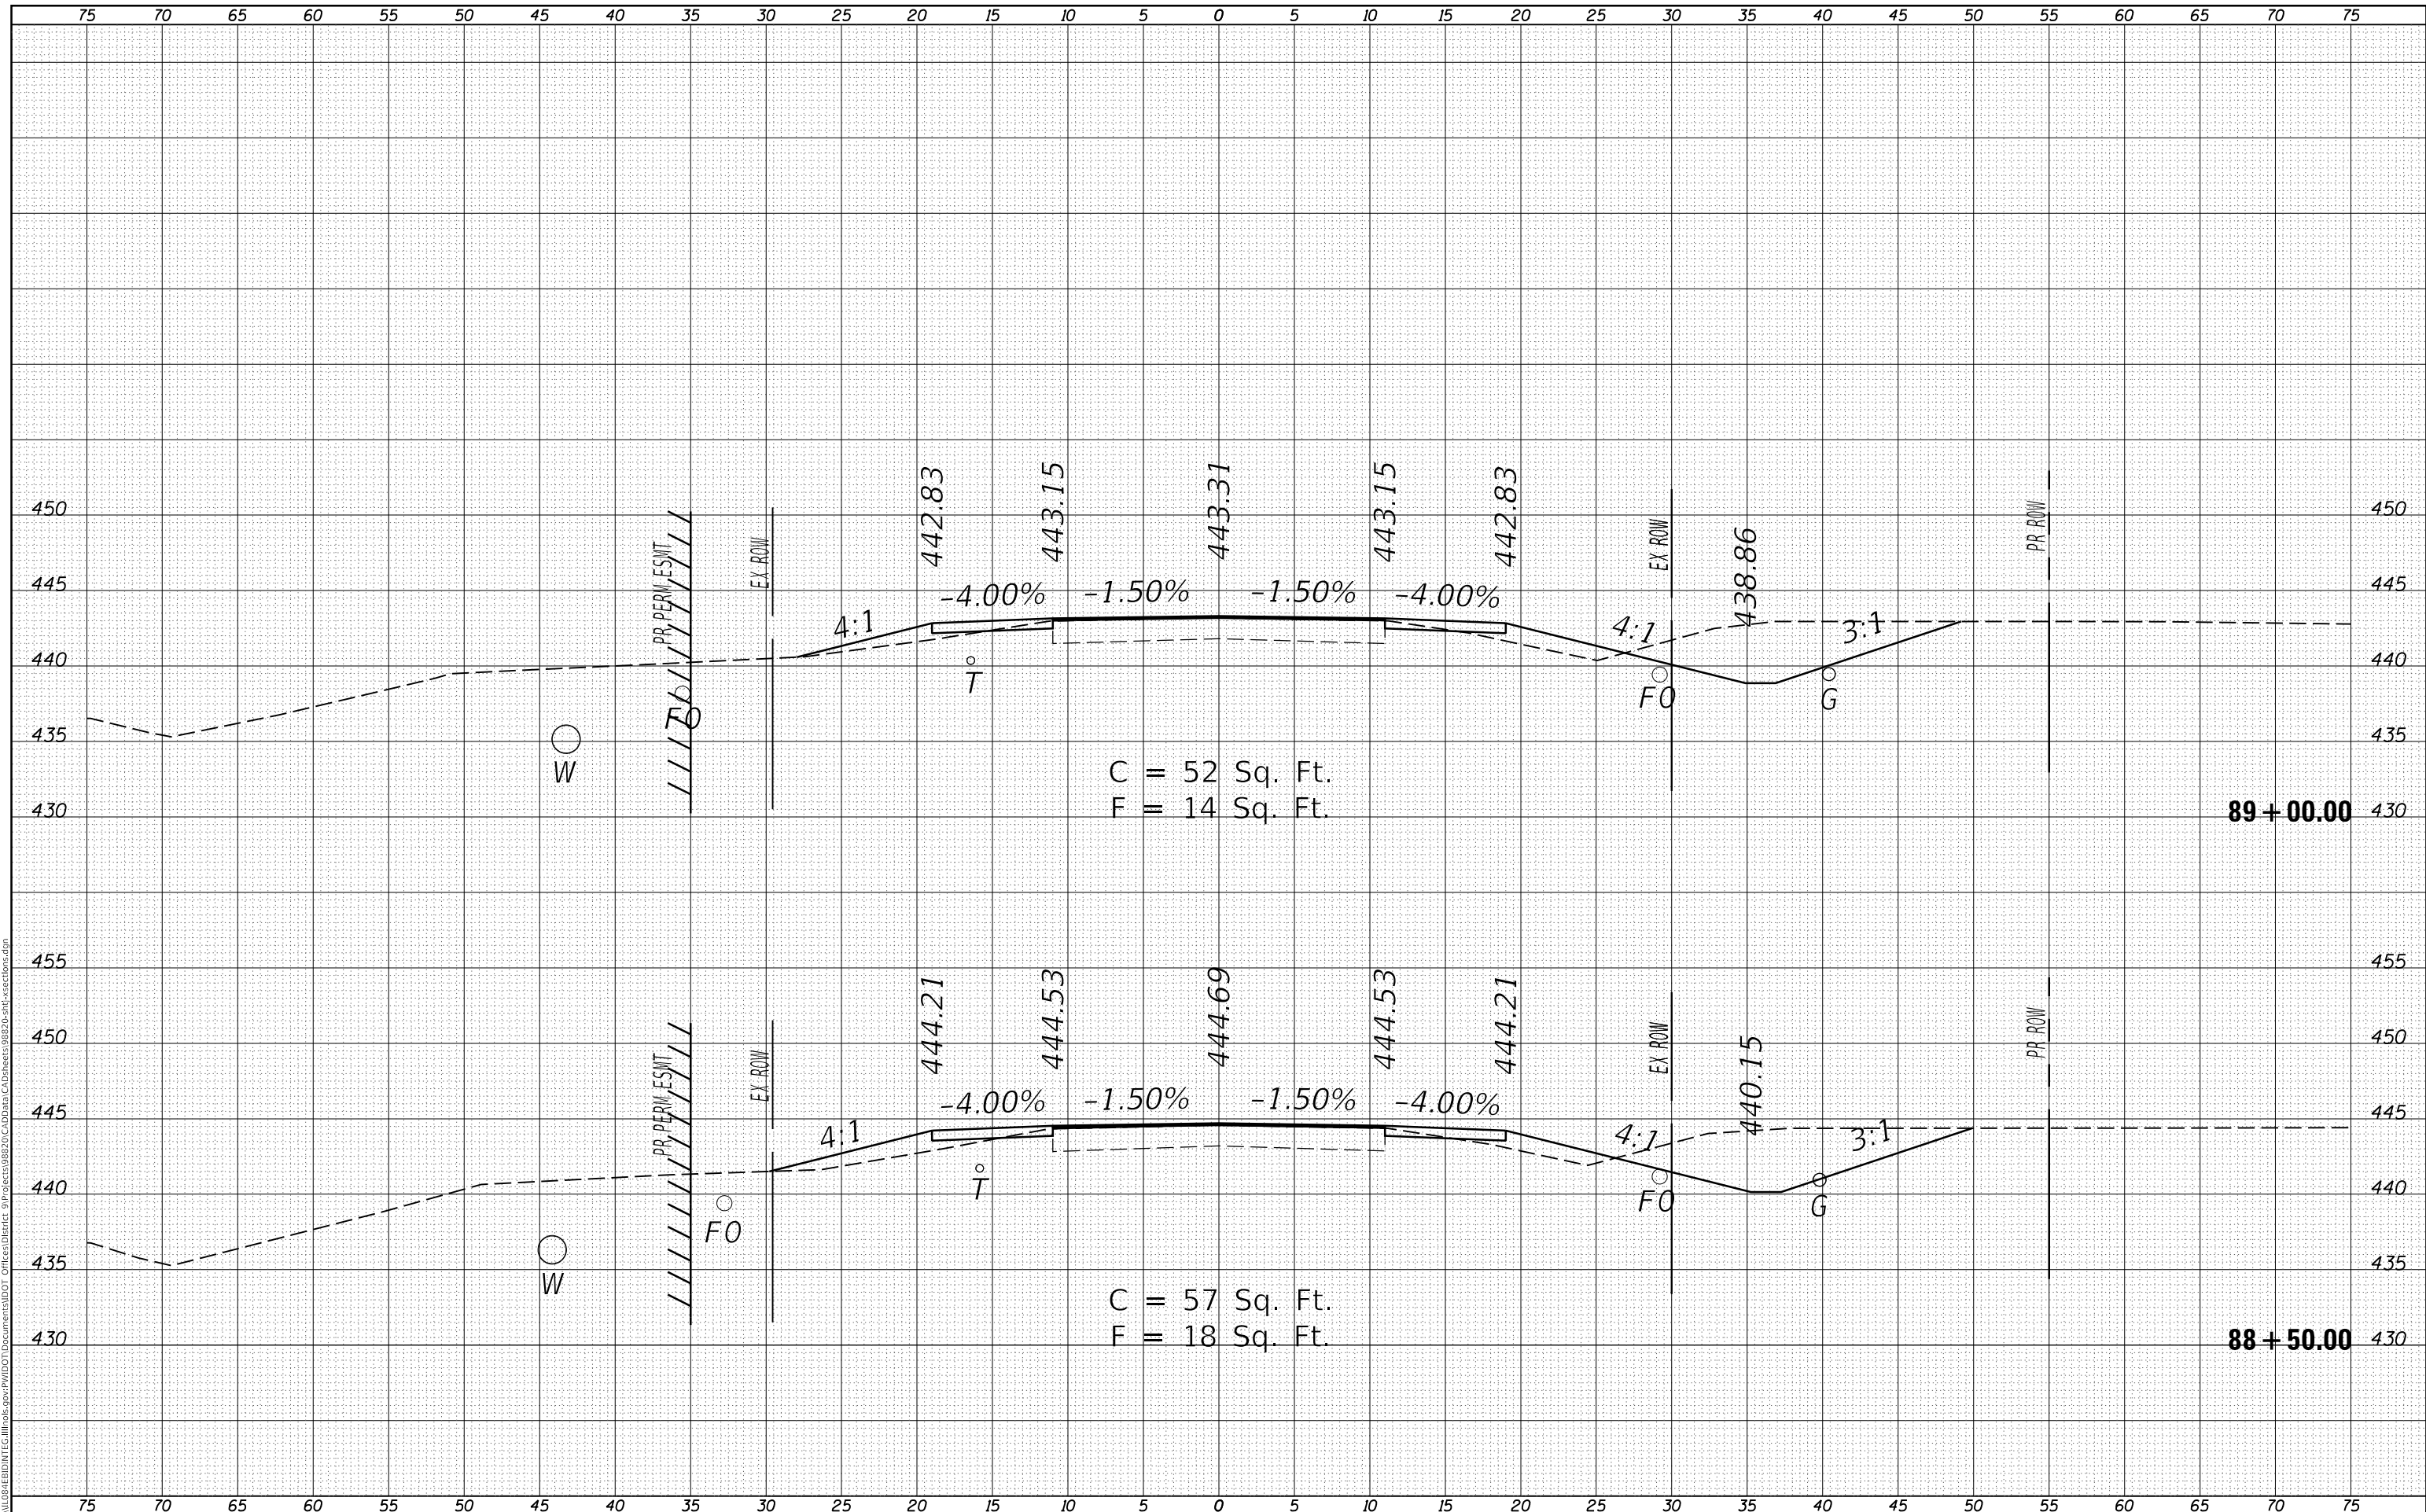 75 70 65 60 55 50 45 40 35 30 25 20 15 10 5 0 5 10 15 20 25 30 35 40 45 50 55 60 65 70 75
442.83 443.15 443.31 443.15 442.83 438.86
450 PR PERM ESMT EX ROW EX ROW PR ROW 450
445 -4.00% -1.50% -1.50% -4.00% 445
4:1 4:1 3:1
440 440
T FO G
FO
435 435
W
C = 52 Sq. Ft.
430 F = 14 Sq. Ft. 89+00.00 430
455 455
444.21 444.53 444.69 444.53 444.21 440.15
450 PR PERM ESMT EX ROW EX ROW PR ROW 450
445 -4.00% -1.50% -1.50% -4.00% 445
4:1 4:1 3:1
440 T FO G 440
FO
435 435
W
C = 57 Sq. Ft.
430 F = 18 Sq. Ft. 88+50.00 430
75 70 65 60 55 50 45 40 35 30 25 20 15 10 5 0 5 10 15 20 25 30 35 40 45 50 55 60 65 70 75